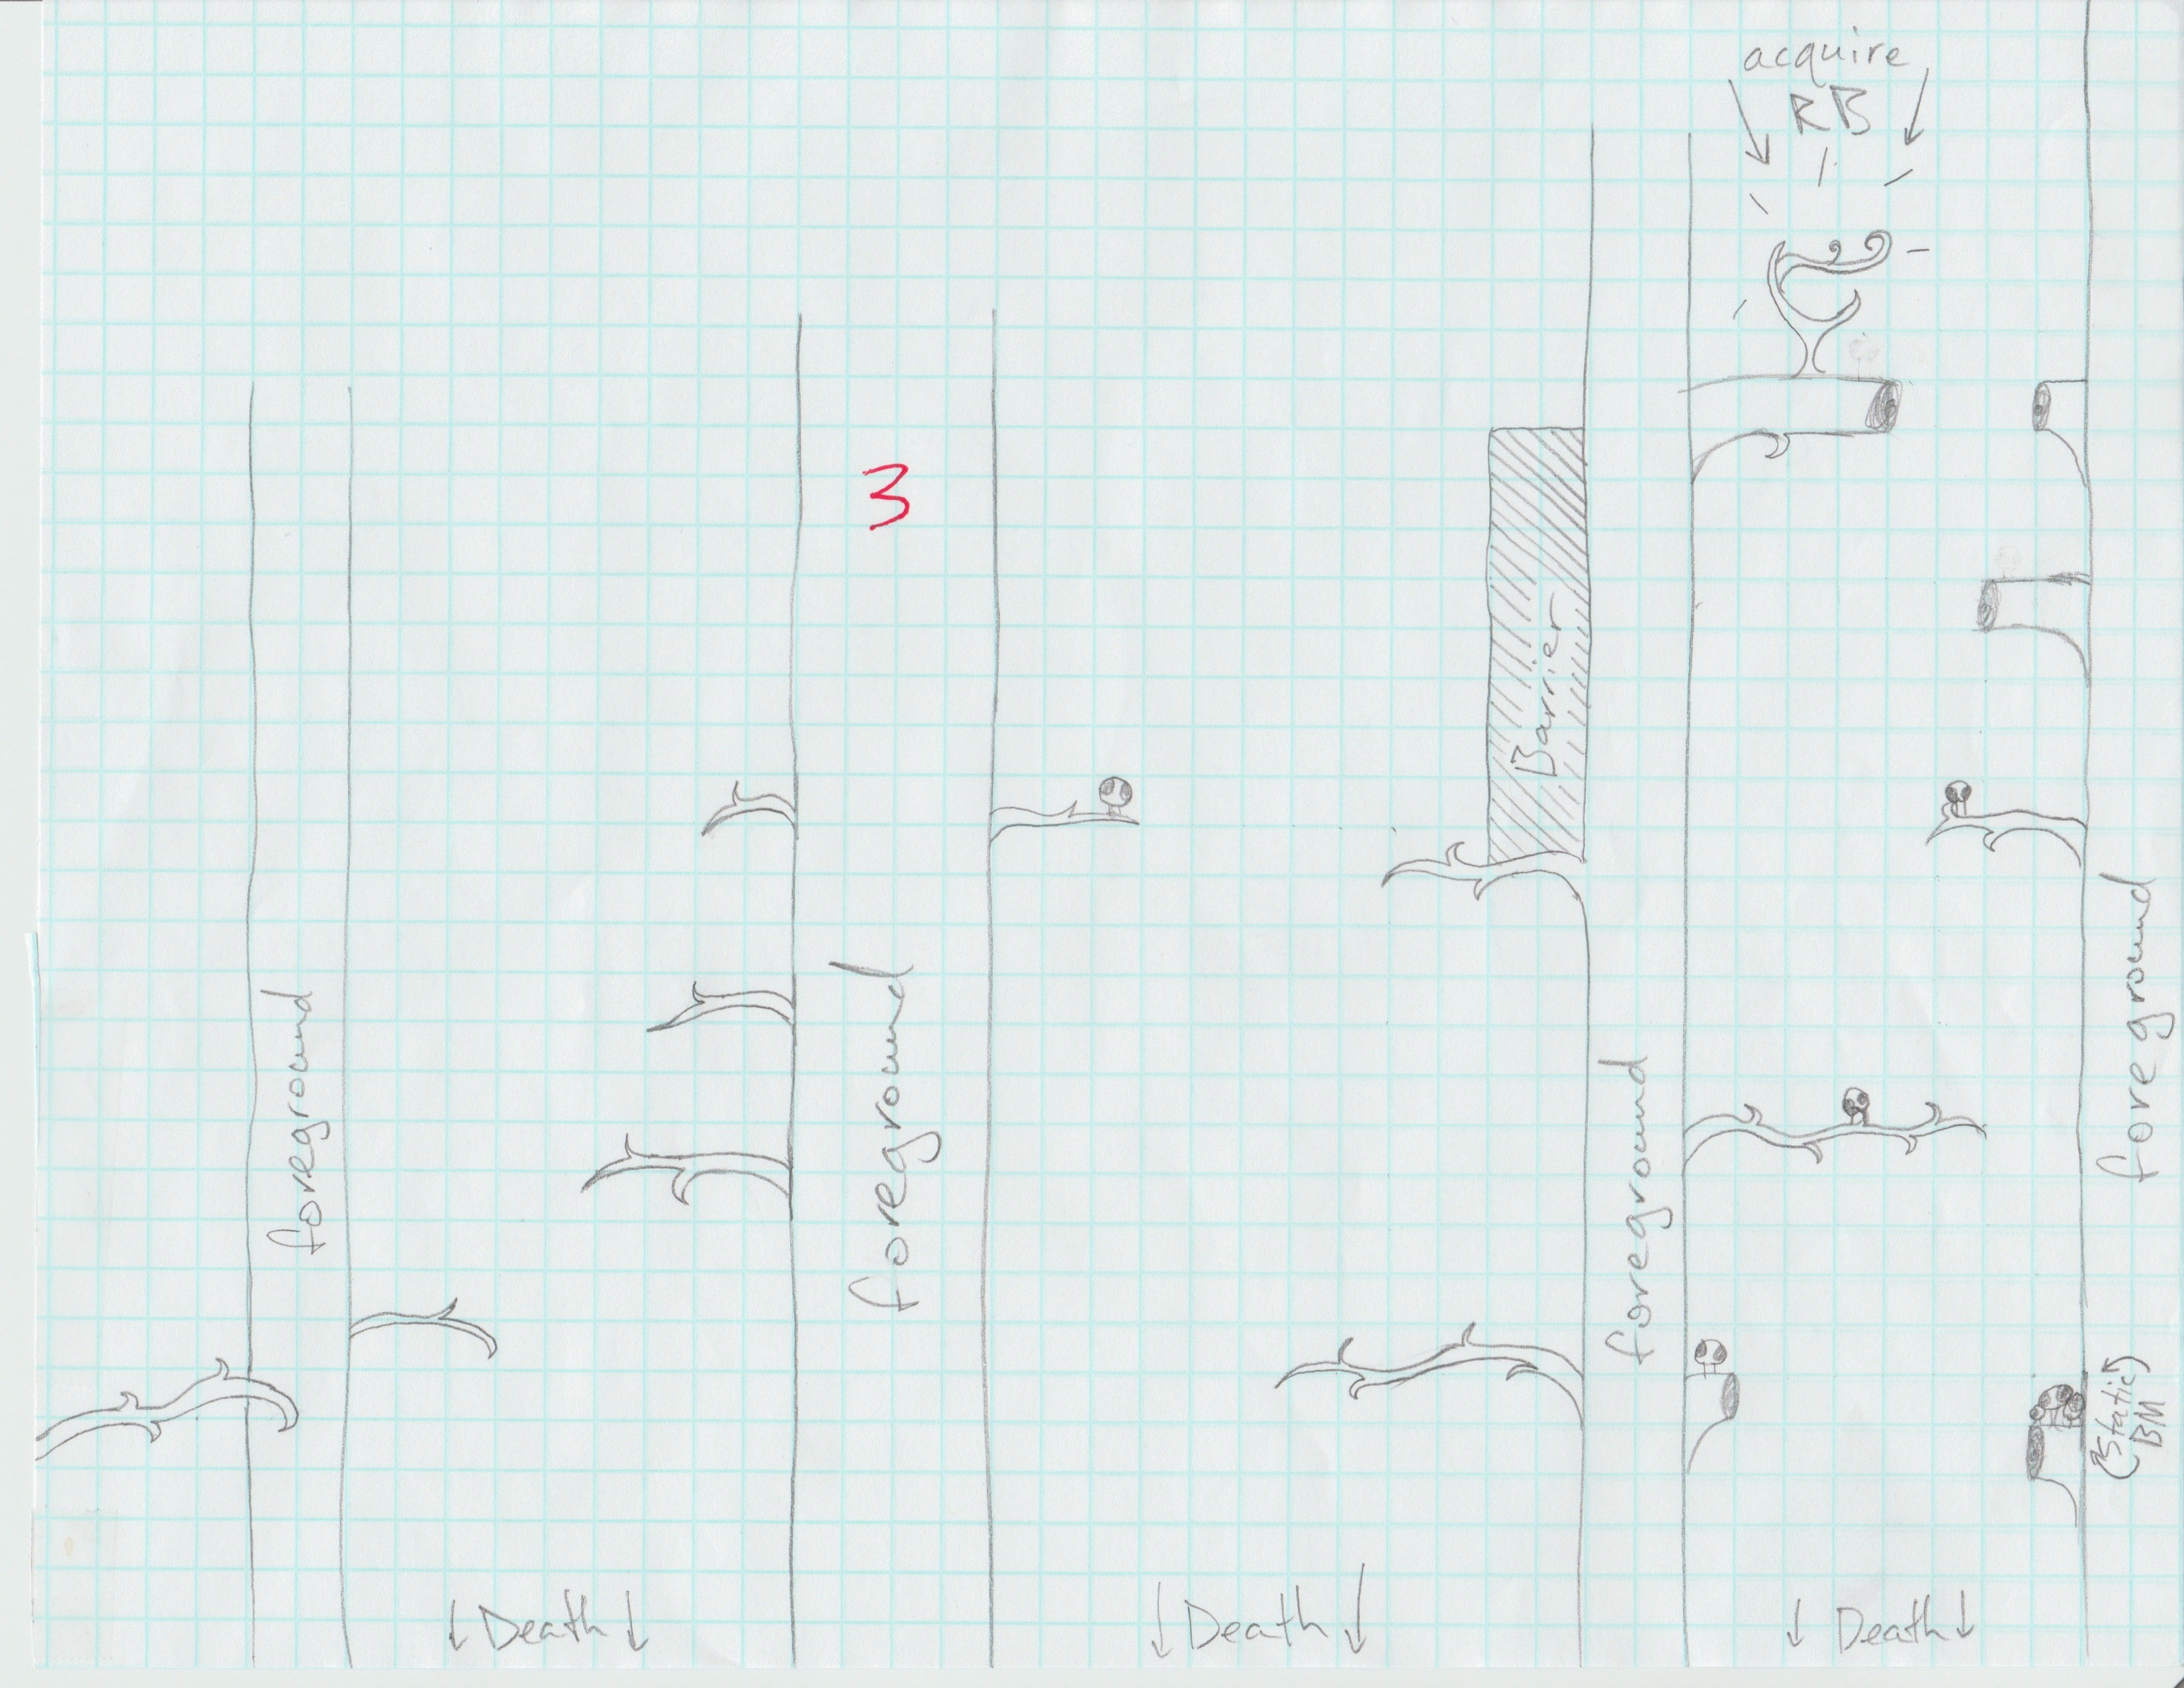 acquire
RB
3
Barrier
foreground
foreground
foreground
foreground
(Static)
BM
↓ Death ↓
↓ Death ↓
↓ Death ↓